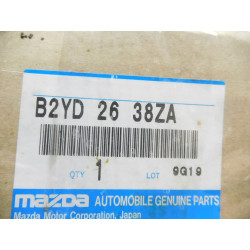 B2YD 26 38ZA
QTY 1 LOT 9G19
mazda AUTOMOBILE GENUINE PARTS
Mazda Motor Corporation, Japan